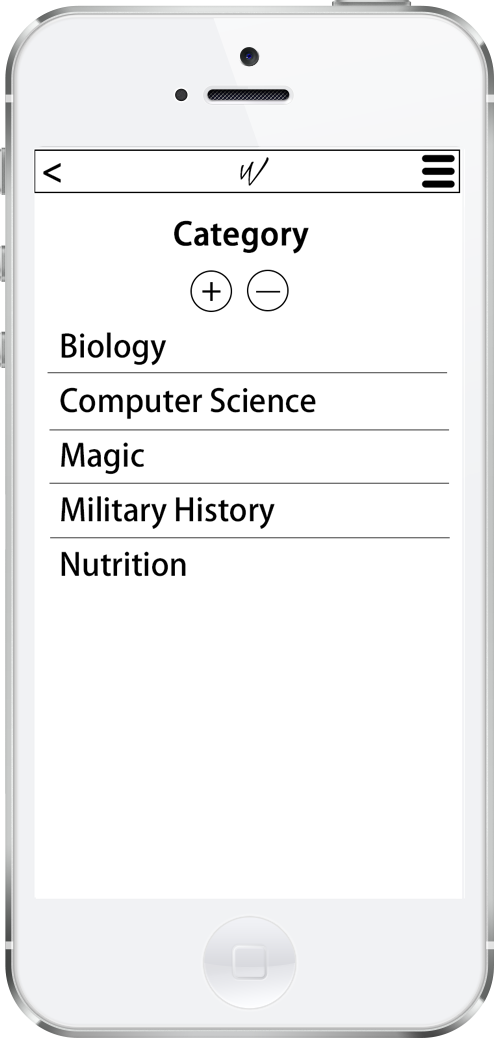 < W
Category
+ —
Biology
Computer Science
Magic
Military History
Nutrition